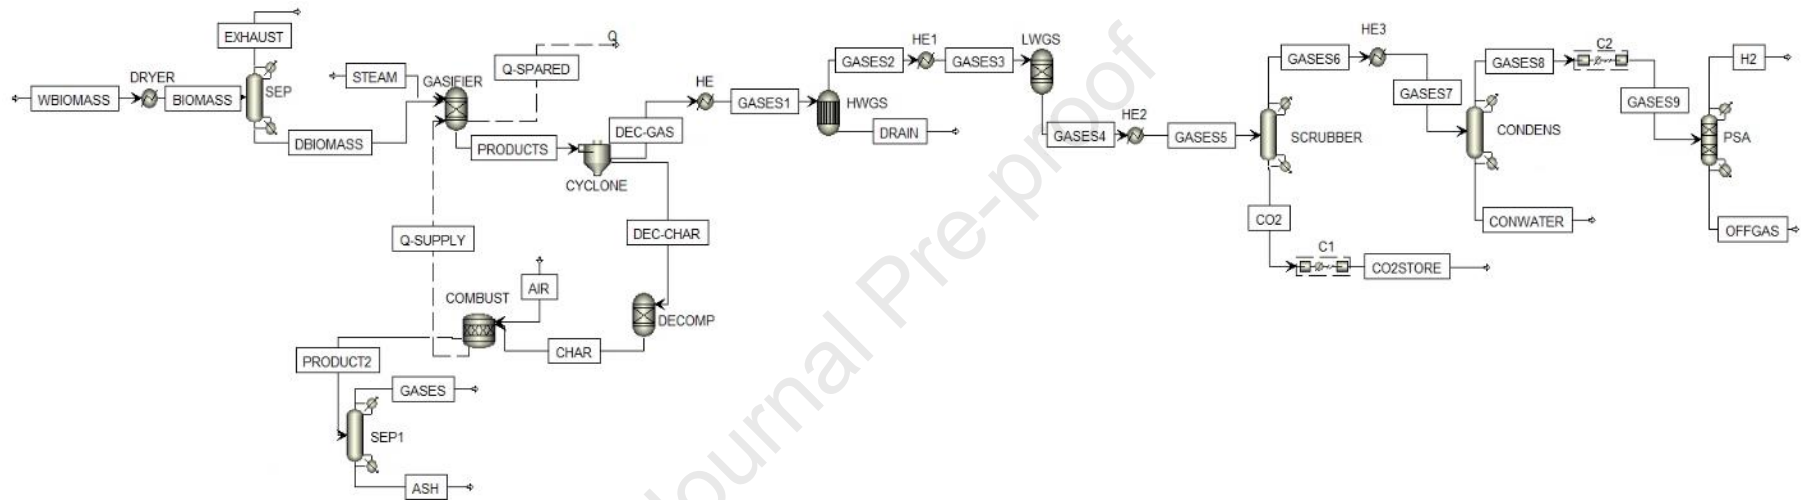 EXHAUST
WBIOMASS
DRYER
BIOMASS
SEP
DBIOMASS
STEAM
GASIFIER
Q-SPARED
Q
PRODUCTS
CYCLONE
DEC-GAS
HE
GASES1
HWGS
DRAIN
GASES2
HE1
GASES3
LWGS
GASES4
HE2
GASES5
SCRUBBER
GASES6
HE3
GASES7
CONDENS
GASES8
C2
GASES9
H2
PSA
OFFGAS
CONWATER
CO2
C1
CO2STORE
DEC-CHAR
Q-SUPPLY
AIR
COMBUST
DECOMP
CHAR
PRODUCT2
GASES
SEP1
ASH
Journal Pre-proof